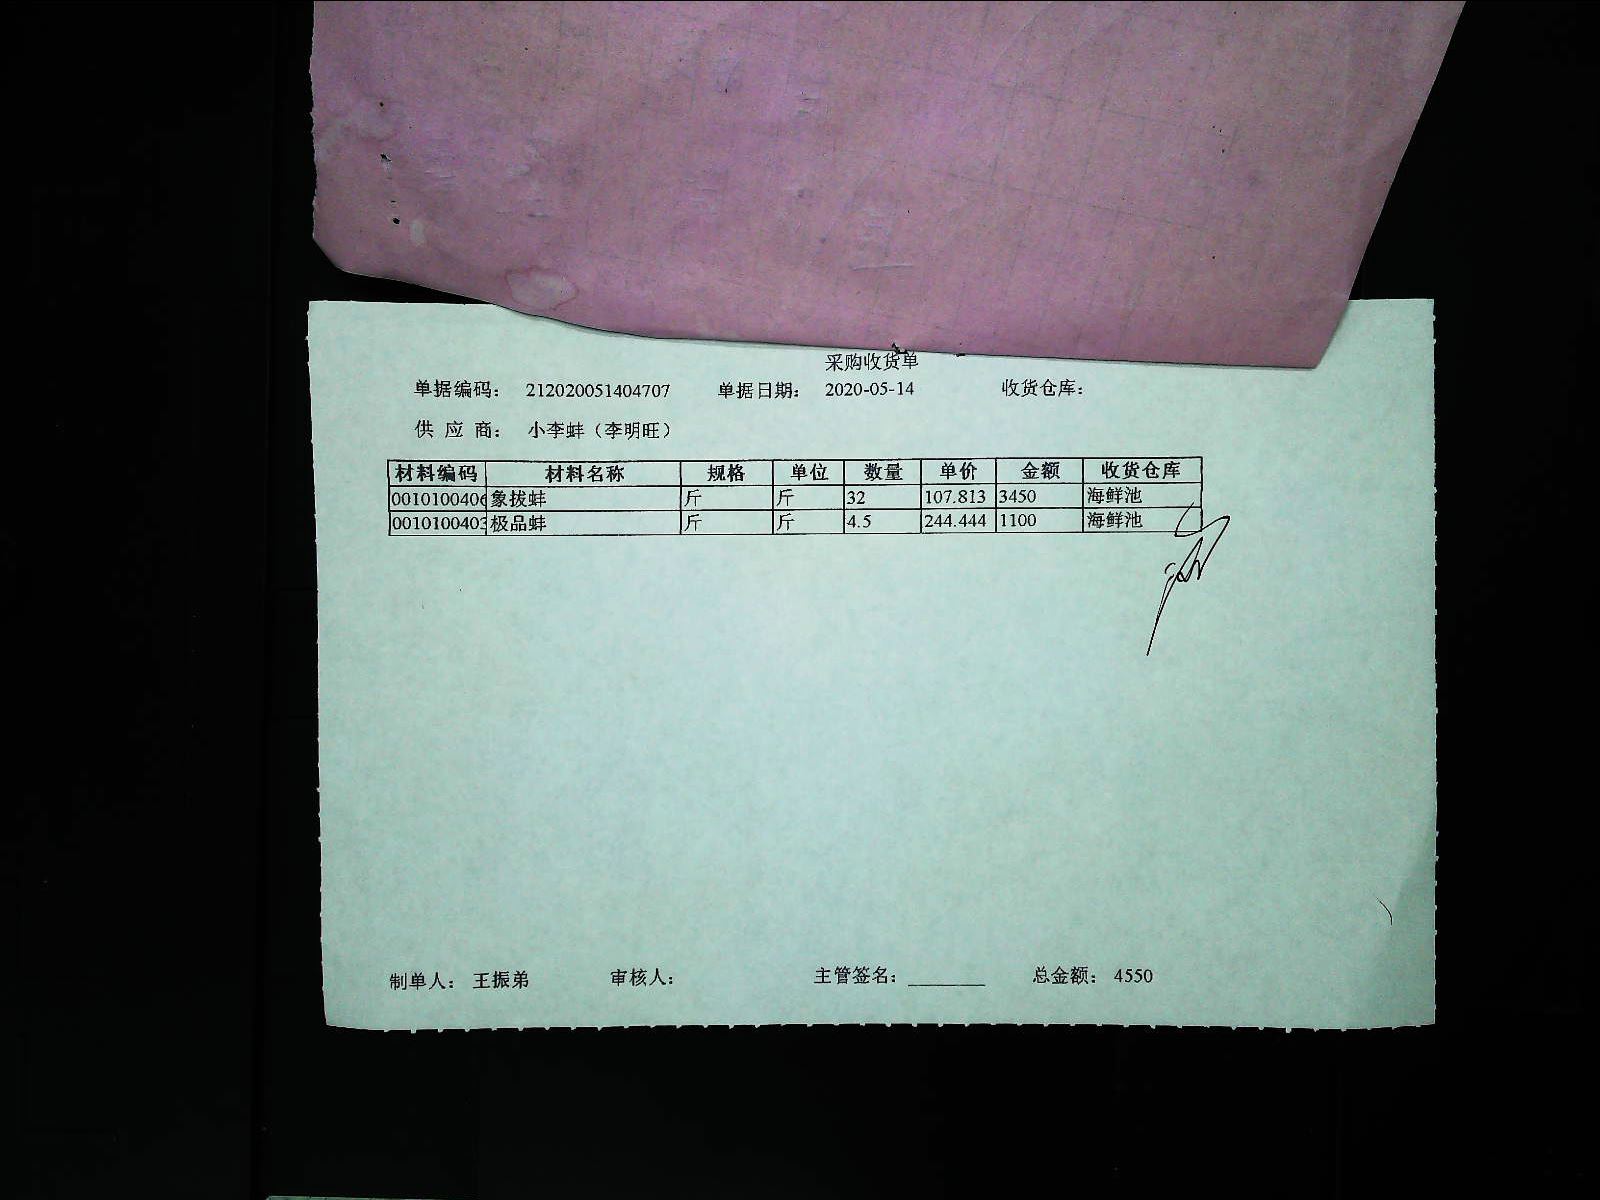 采购收货单
单据编码： 212020051404707 单据日期： 2020-05-14 收货仓库：
供 应 商： 小李蚌（李明旺）
材料编码 材料名称 规格 单位 数量 单价 金额 收货仓库
0010100406 象拔蚌 斤 斤 32 107.813 3450 海鲜池
0010100403 极品蚌 斤 斤 4.5 244.444 1100 海鲜池
制单人： 王振弟 审核人： 主管签名： 总金额： 4550